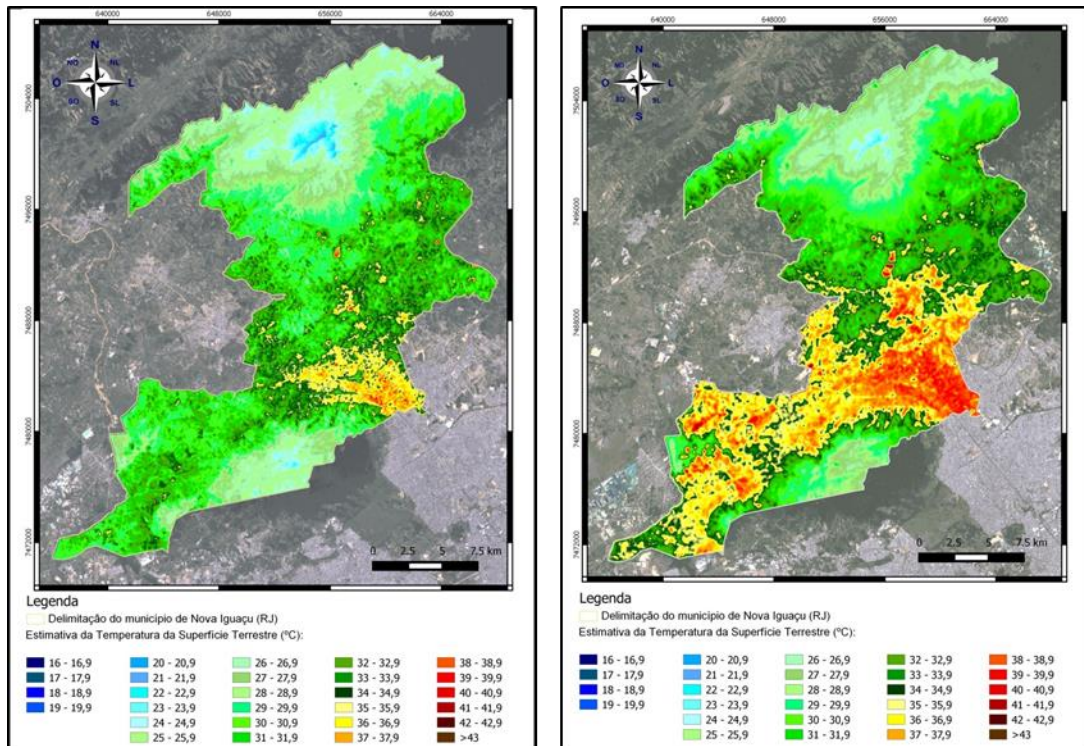 640000 648000 656000 664000
N
NO NL
O L
SO SL
S
7504000
7496000
7488000
7480000
7472000
0 2.5 5 7.5 km
Legenda
Delimitação do municipio de Nova Iguaçu (RJ)
Estimativa da Temperatura da Superfície Terrestre (ºC):
16 - 16,9 20 - 20,9 26 - 26,9 32 - 32,9 38 - 38,9
17 - 17,9 21 - 21,9 27 - 27,9 33 - 33,9 39 - 39,9
18 - 18,9 22 - 22,9 28 - 28,9 34 - 34,9 40 - 40,9
19 - 19,9 23 - 23,9 29 - 29,9 35 - 35,9 41 - 41,9
24 - 24,9 30 - 30,9 36 - 36,9 42 - 42,9
25 - 25,9 31 - 31,9 37 - 37,9 >43
640000 648000 656000 664000
N
NO NL
O L
SO SL
S
7504000
7496000
7488000
7480000
7472000
0 2.5 5 7.5 km
Legenda
Delimitação do municipio de Nova Iguaçu (RJ)
Estimativa da Temperatura da Superfície Terrestre (ºC):
16 - 16,9 20 - 20,9 26 - 26,9 32 - 32,9 38 - 38,9
17 - 17,9 21 - 21,9 27 - 27,9 33 - 33,9 39 - 39,9
18 - 18,9 22 - 22,9 28 - 28,9 34 - 34,9 40 - 40,9
19 - 19,9 23 - 23,9 29 - 29,9 35 - 35,9 41 - 41,9
24 - 24,9 30 - 30,9 36 - 36,9 42 - 42,9
25 - 25,9 31 - 31,9 37 - 37,9 >43